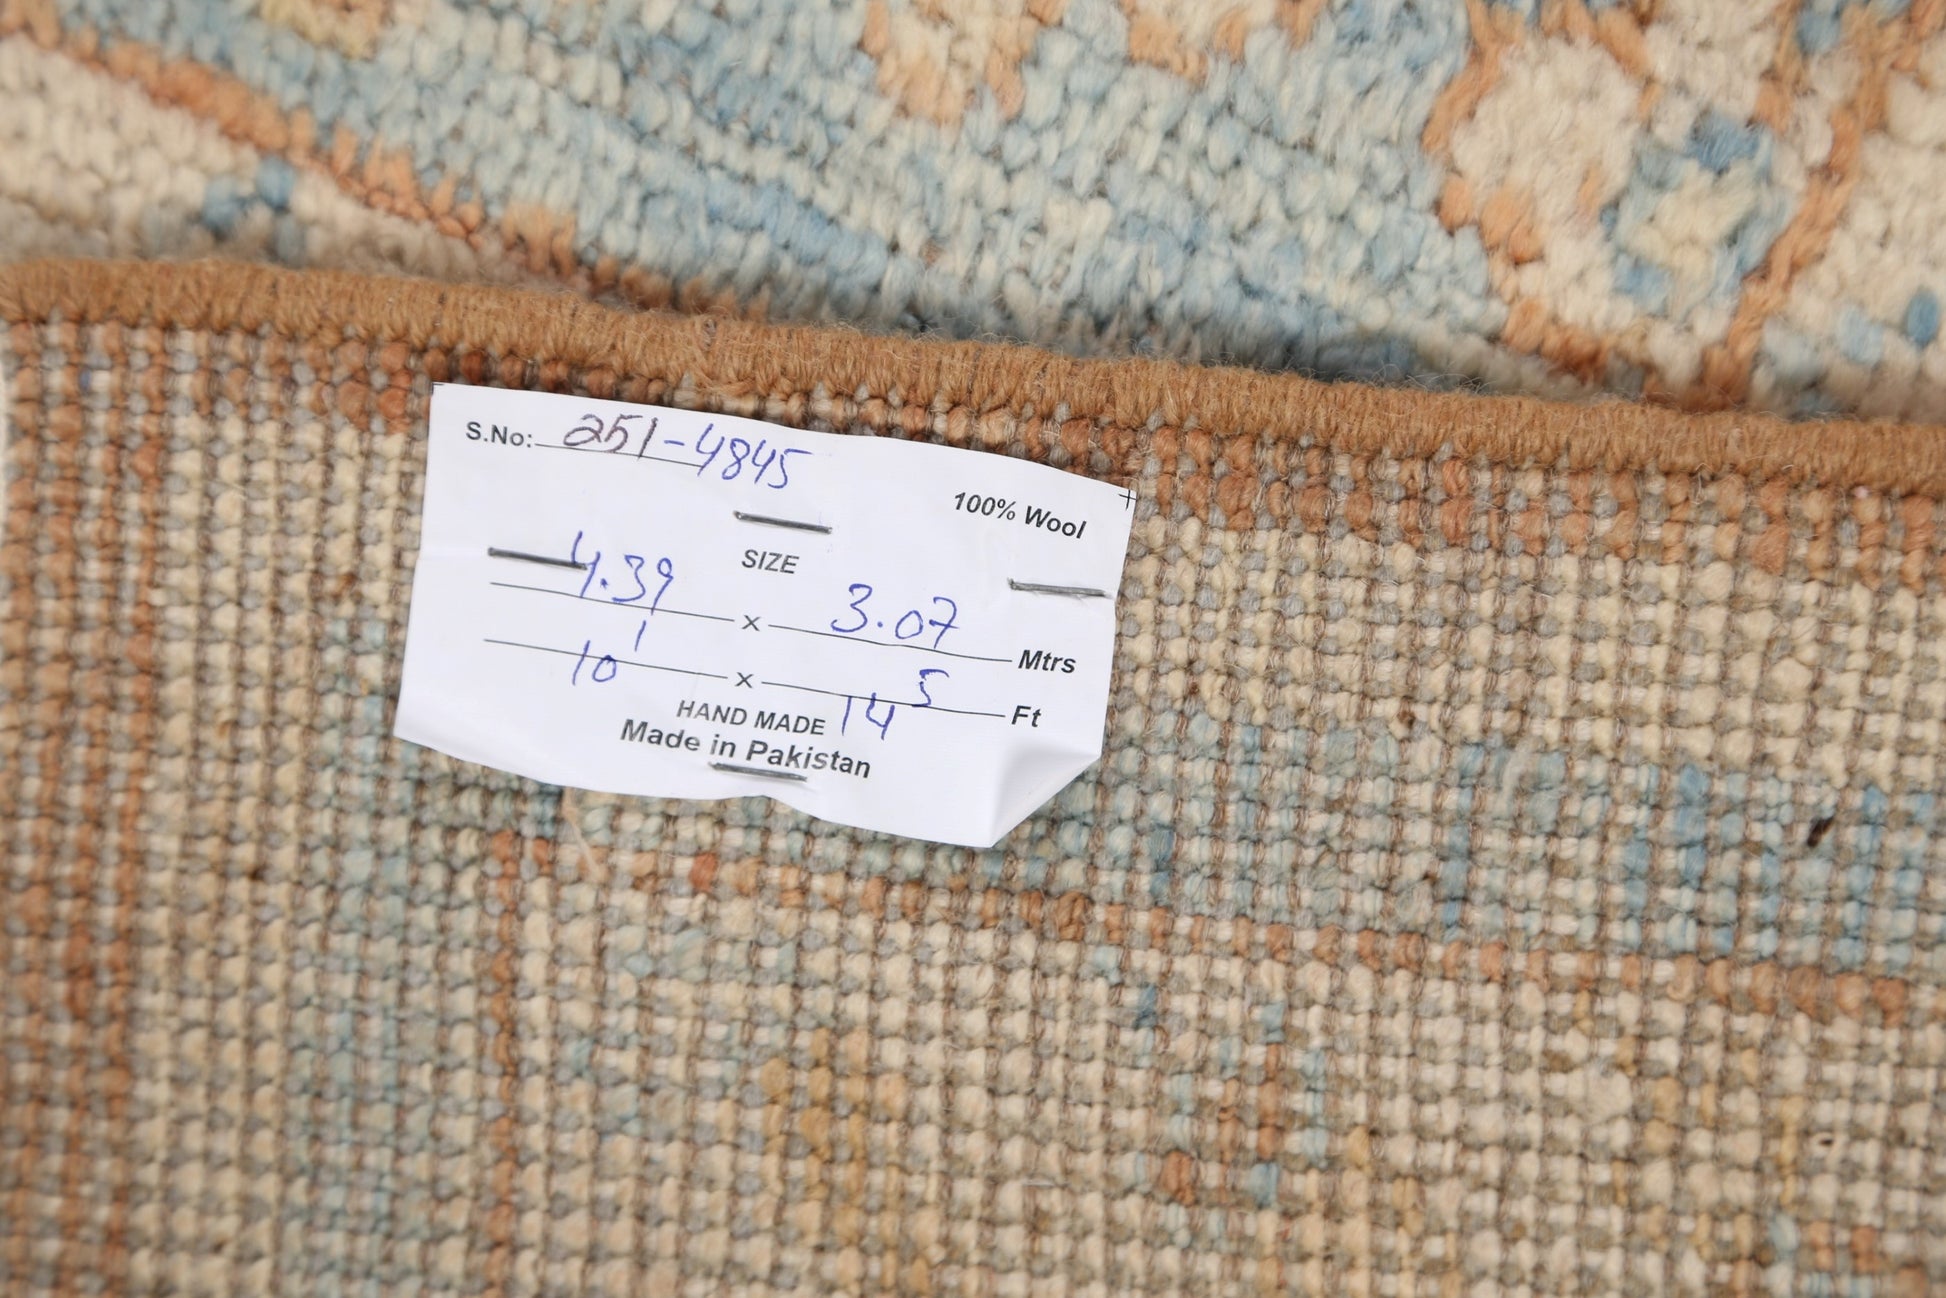 S.No: 251-4845
100% Wool
SIZE
4.39 x 3.07 Mtrs
10 1 x 14 5 Ft
HAND MADE
Made in Pakistan